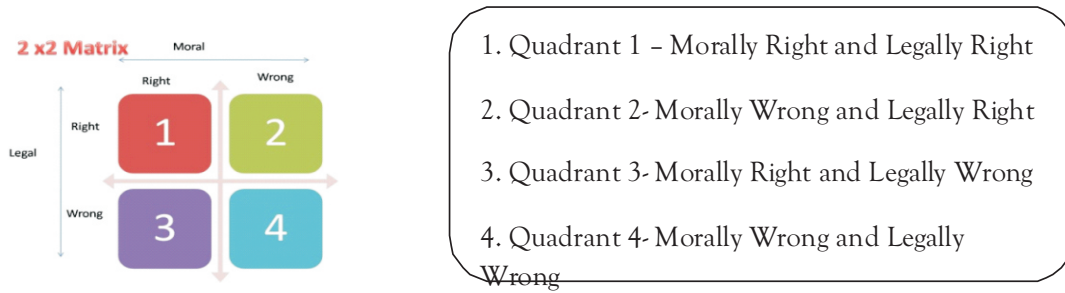 2 x2 Matrix
Moral
Right
Wrong
Right
1
2
Legal
Wrong
3
4
1. Quadrant 1 – Morally Right and Legally Right
2. Quadrant 2- Morally Wrong and Legally Right
3. Quadrant 3- Morally Right and Legally Wrong
4. Quadrant 4- Morally Wrong and Legally
Wrong